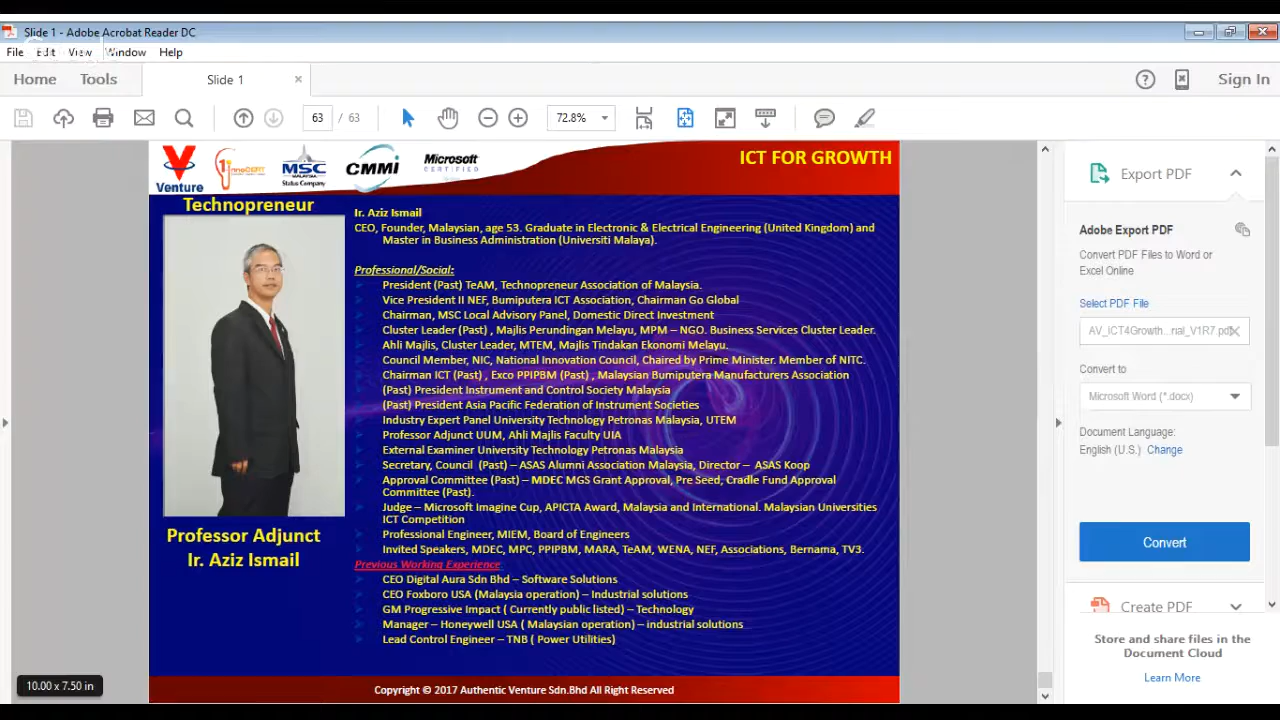 Slide 1 - Adobe Acrobat Reader DC
File Edit View Window Help
Home Tools Slide 1 Sign In
63 / 63 72.8%
Venture
MSC
MALAYSIA
Status Company
CMMi
Microsoft
CERTIFIED
ICT FOR GROWTH
Technopreneur
Professor Adjunct
Ir. Aziz Ismail
Ir. Aziz Ismail
CEO, Founder, Malaysian, age 53. Graduate in Electronic & Electrical Engineering (United Kingdom) and
Master in Business Administration (Universiti Malaya).
Professional/Social:
President (Past) TeAM, Technopreneur Association of Malaysia.
Vice President II NEF, Bumiputera ICT Association, Chairman Go Global
Chairman, MSC Local Advisory Panel, Domestic Direct Investment
Cluster Leader (Past) , Majlis Perundingan Melayu, MPM – NGO. Business Services Cluster Leader.
Ahli Majlis, Cluster Leader, MTEM, Majlis Tindakan Ekonomi Melayu.
Council Member, NIC, National Innovation Council, Chaired by Prime Minister. Member of NITC.
Chairman ICT (Past) , Exco PPIPBM (Past) , Malaysian Bumiputera Manufacturers Association
(Past) President Instrument and Control Society Malaysia
(Past) President Asia Pacific Federation of Instrument Societies
Industry Expert Panel University Technology Petronas Malaysia, UTEM
Professor Adjunct UUM, Ahli Majlis Faculty UIA
External Examiner University Technology Petronas Malaysia
Secretary, Council (Past) – ASAS Alumni Association Malaysia, Director – ASAS Koop
Approval Committee (Past) – MDEC MGS Grant Approval, Pre Seed, Cradle Fund Approval
Committee (Past).
Judge – Microsoft Imagine Cup, APICTA Award, Malaysia and International. Malaysian Universities
ICT Competition
Professional Engineer, MIEM, Board of Engineers
Invited Speakers, MDEC, MPC, PPIPBM, MARA, TeAM, WENA, NEF, Associations, Bernama, TV3.
Previous Working Experience
CEO Digital Aura Sdn Bhd – Software Solutions
CEO Foxboro USA (Malaysia operation) – Industrial solutions
GM Progressive Impact ( Currently public listed) – Technology
Manager – Honeywell USA ( Malaysian operation) – industrial solutions
Lead Control Engineer – TNB ( Power Utilities)
Copyright © 2017 Authentic Venture Sdn.Bhd All Right Reserved
10.00 x 7.50 in
Export PDF
Adobe Export PDF
Convert PDF Files to Word or
Excel Online
Select PDF File
AV_ICT4Growth...rial_V1R7.pdf
Convert to
Microsoft Word (*.docx)
Document Language:
English (U.S.) Change
Convert
Create PDF
Store and share files in the
Document Cloud
Learn More